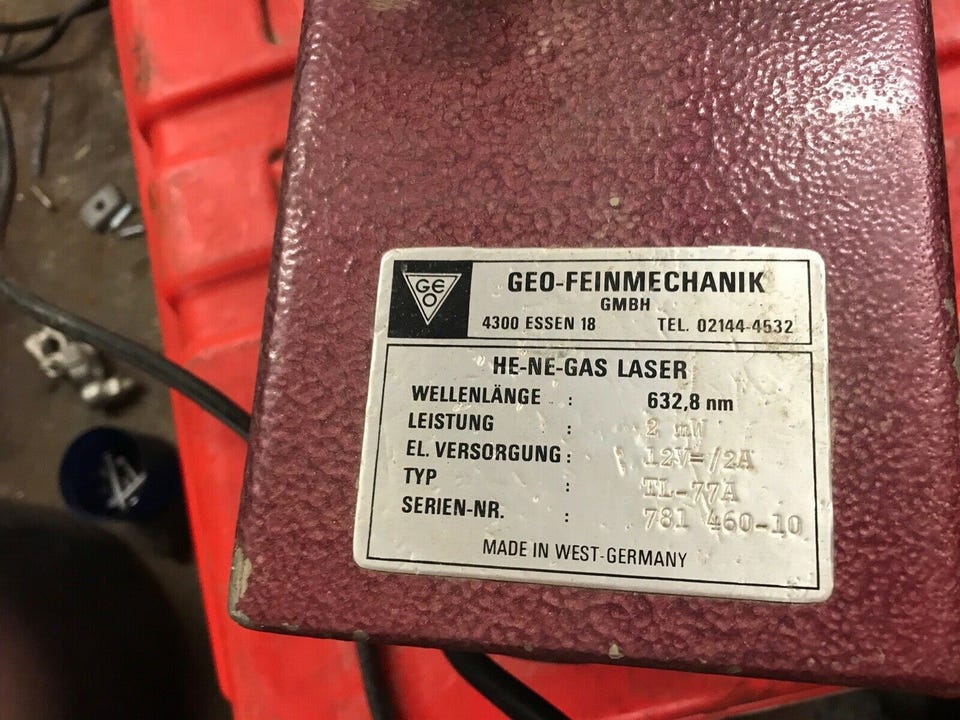 GEO
GEO-FEINMECHANIK
GMBH
4300 ESSEN 18 TEL. 02144-4532
HE-NE-GAS LASER
WELLENLÄNGE : 632,8 nm
LEISTUNG : 2 mW
EL. VERSORGUNG : 12V=/2A
TYP : TL-77A
SERIEN-NR. : 781 460-10
MADE IN WEST-GERMANY